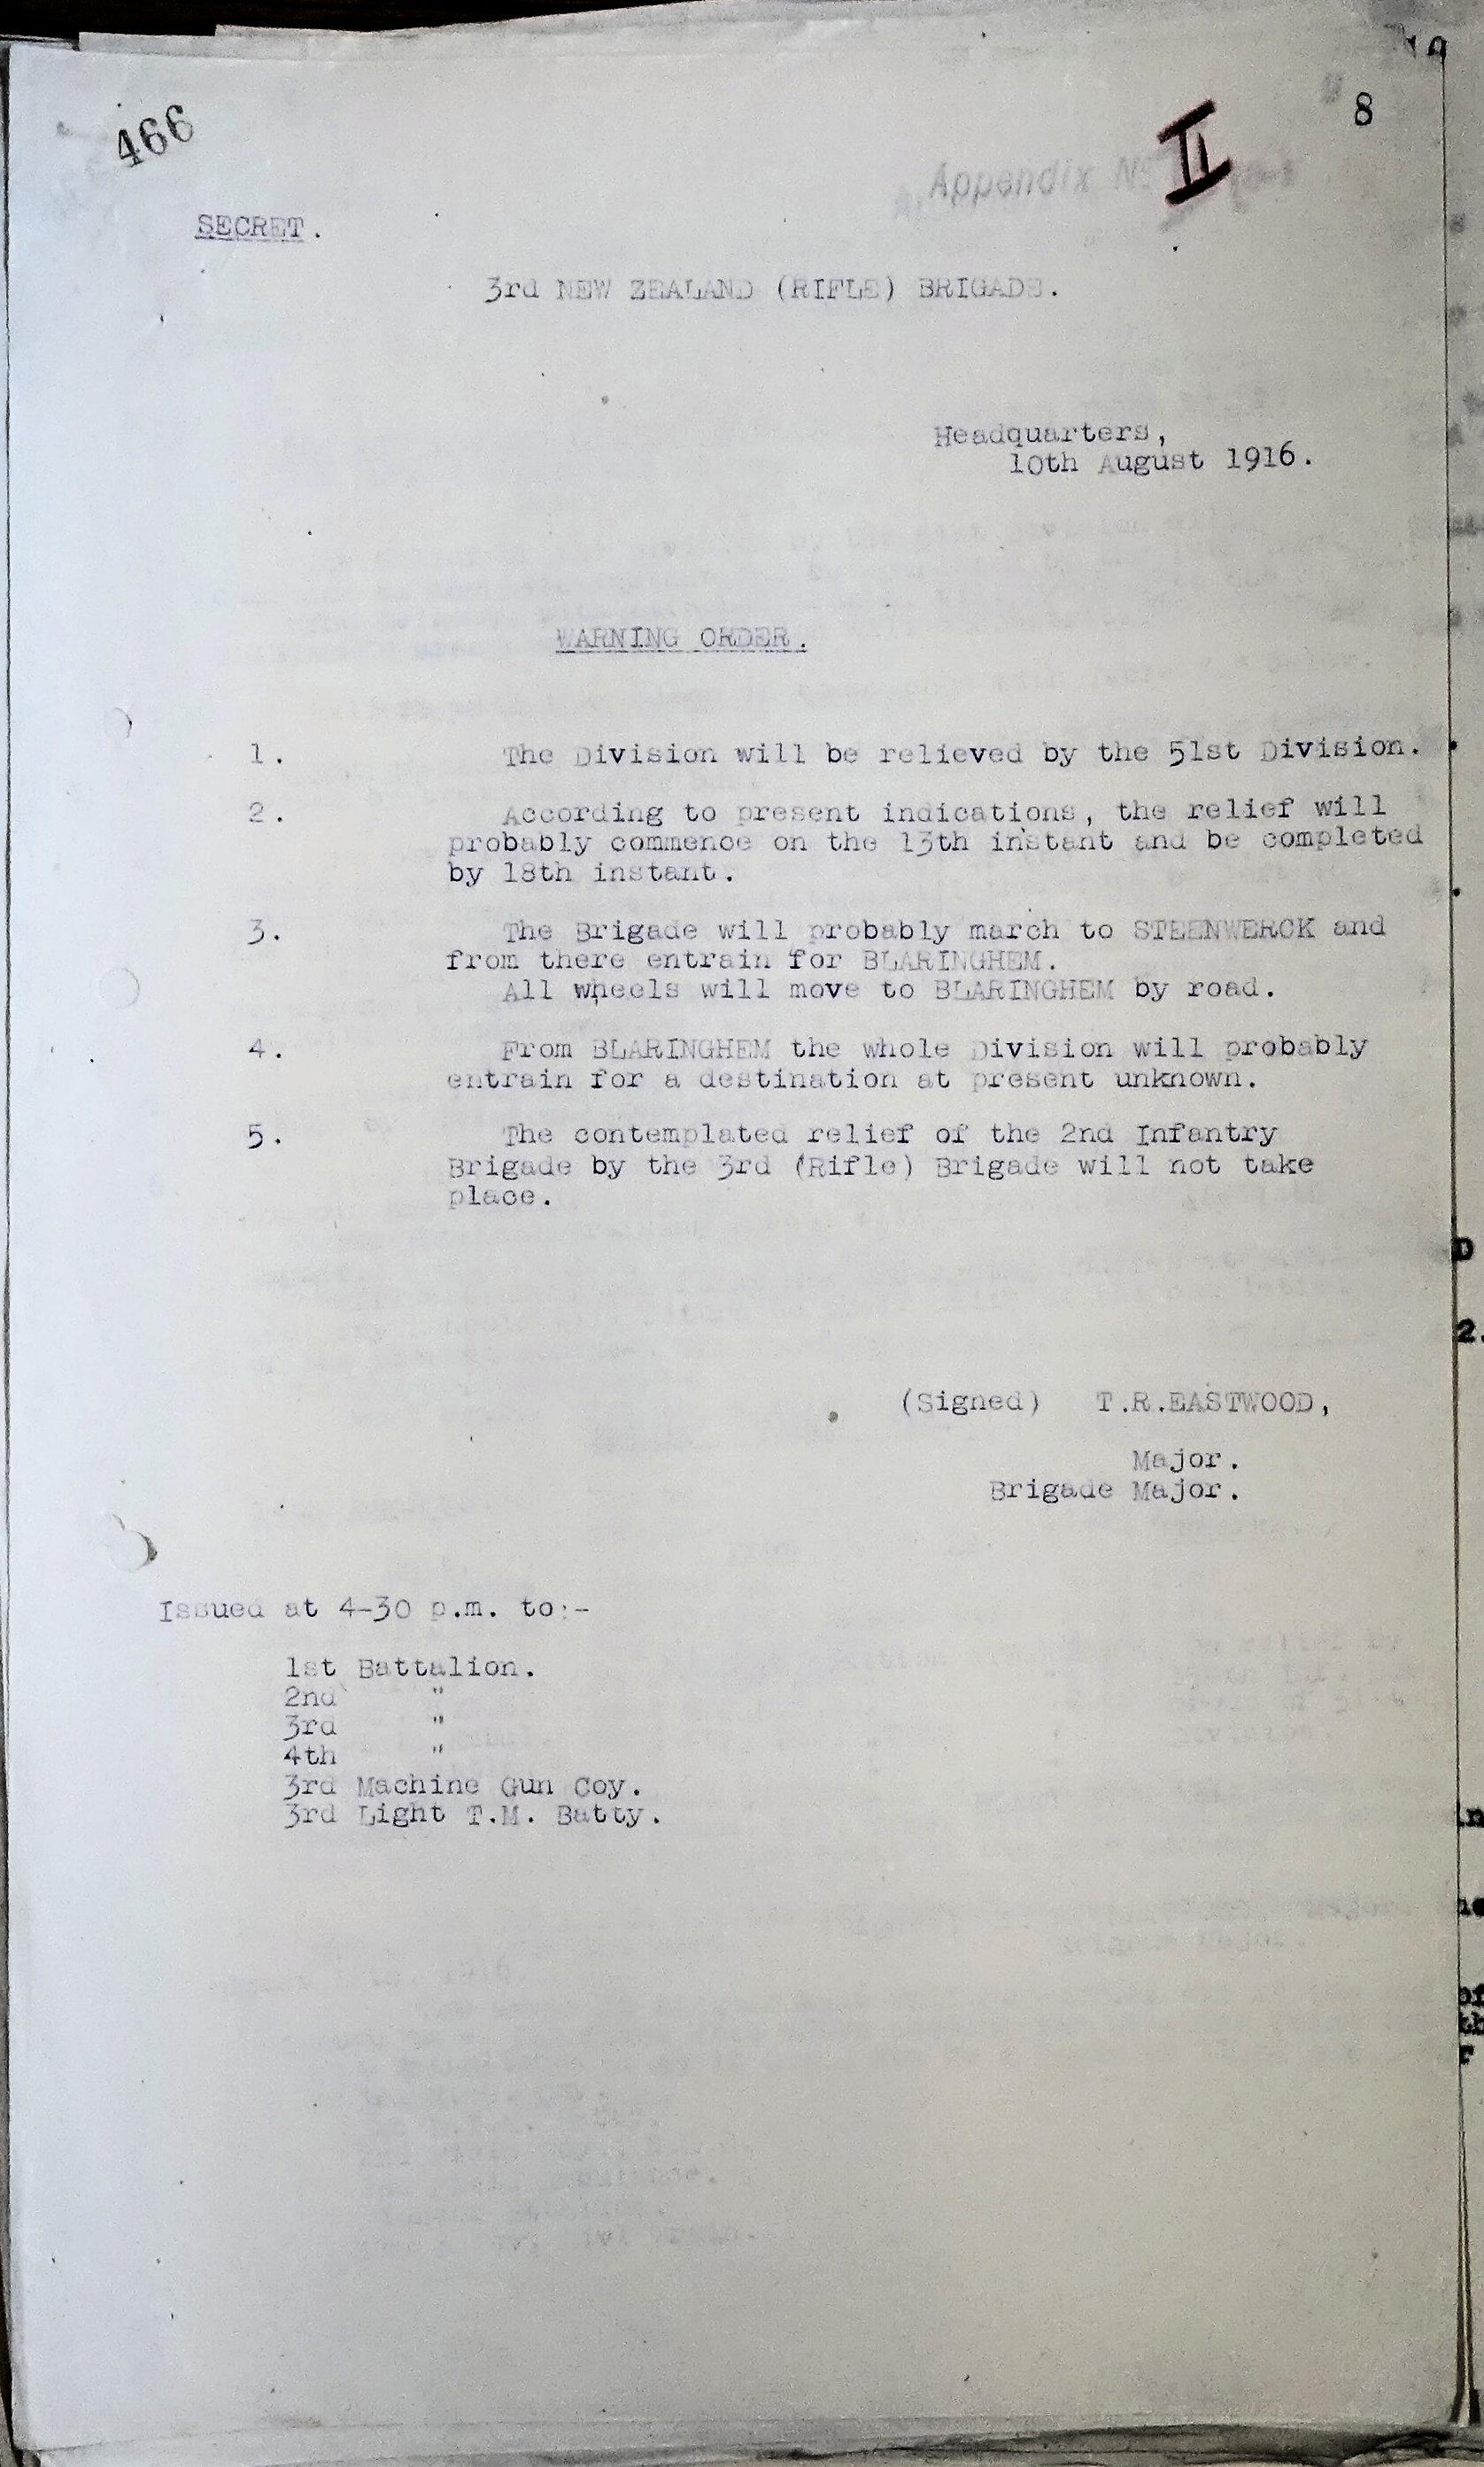 466
8
Appendix No II
SECRET.
3rd NEW ZEALAND (RIFLE) BRIGADE.
Headquarters,
10th August 1916.
WARNING ORDER.
1. The Division will be relieved by the 51st Division.
2. According to present indications, the relief will
probably commence on the 13th instant and be completed
by 18th instant.
3. The Brigade will probably march to STEENWERCK and
from there entrain for BLARINGHEM.
All wheels will move to BLARINGHEM by road.
4. From BLARINGHEM the whole Division will probably
entrain for a destination at present unknown.
5. The contemplated relief of the 2nd Infantry
Brigade by the 3rd (Rifle) Brigade will not take
place.
(Signed) T.R.EASTWOOD,
Major.
Brigade Major.
Issued at 4-30 p.m. to:-
1st Battalion.
2nd "
3rd "
4th "
3rd Machine Gun Coy.
3rd Light T.M. Batty.